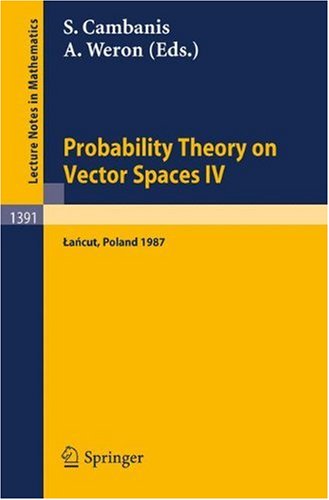 S. Cambanis
A. Weron (Eds.)
Lecture Notes in Mathematics
1391
Probability Theory on
Vector Spaces IV
Łańcut, Poland 1987
Springer